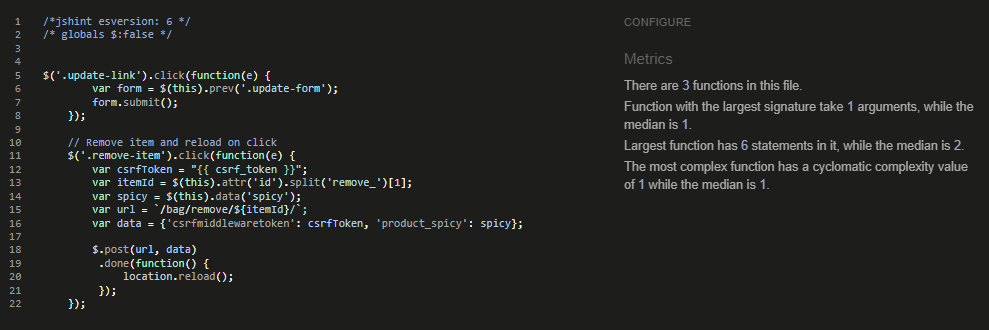 1 /*jshint esversion: 6 */
2 /* globals $:false */
3
4
5 $('.update-link').click(function(e) {
6 var form = $(this).prev('.update-form');
7 form.submit();
8 });
9
10 // Remove item and reload on click
11 $('.remove-item').click(function(e) {
12 var csrfToken = "{{ csrf_token }}";
13 var itemId = $(this).attr('id').split('remove_')[1];
14 var spicy = $(this).data('spicy');
15 var url = `/bag/remove/${itemId}/`;
16 var data = {'csrfmiddlewaretoken': csrfToken, 'product_spicy': spicy};
17
18 $.post(url, data)
19 .done(function() {
20 location.reload();
21 });
22 });
CONFIGURE
Metrics
There are 3 functions in this file.
Function with the largest signature take 1 arguments, while the
median is 1.
Largest function has 6 statements in it, while the median is 2.
The most complex function has a cyclomatic complexity value
of 1 while the median is 1.